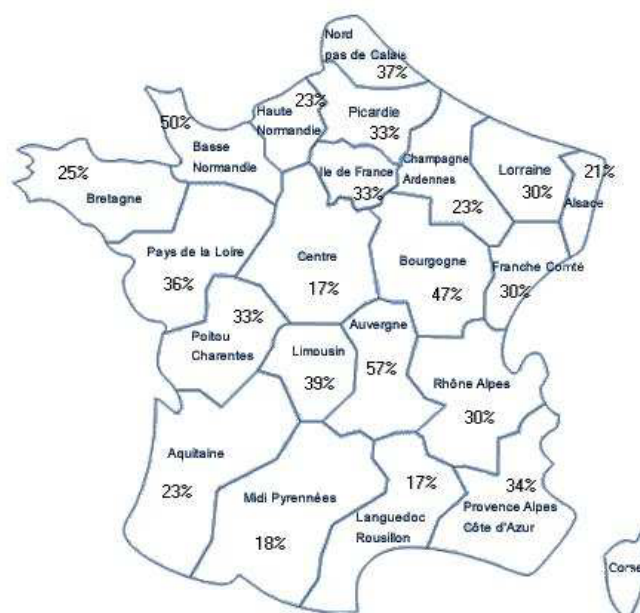 Nord
pas de Calais
37%
23%
Haute
Normandie
Picardie
33%
50%
Basse
Normandie
Ile de France
33%
Champagne
Ardennes
23%
Lorraine
30%
21%
Alsace
25%
Bretagne
Pays de la Loire
36%
Centre
17%
Bourgogne
47%
Franche Comté
30%
33%
Poitou
Charentes
Limousin
39%
Auvergne
57%
Rhône Alpes
30%
Aquitaine
23%
Midi Pyrennées
18%
17%
Languedoc
Rousillon
34%
Provence Alpes
Côte d'Azur
Corse